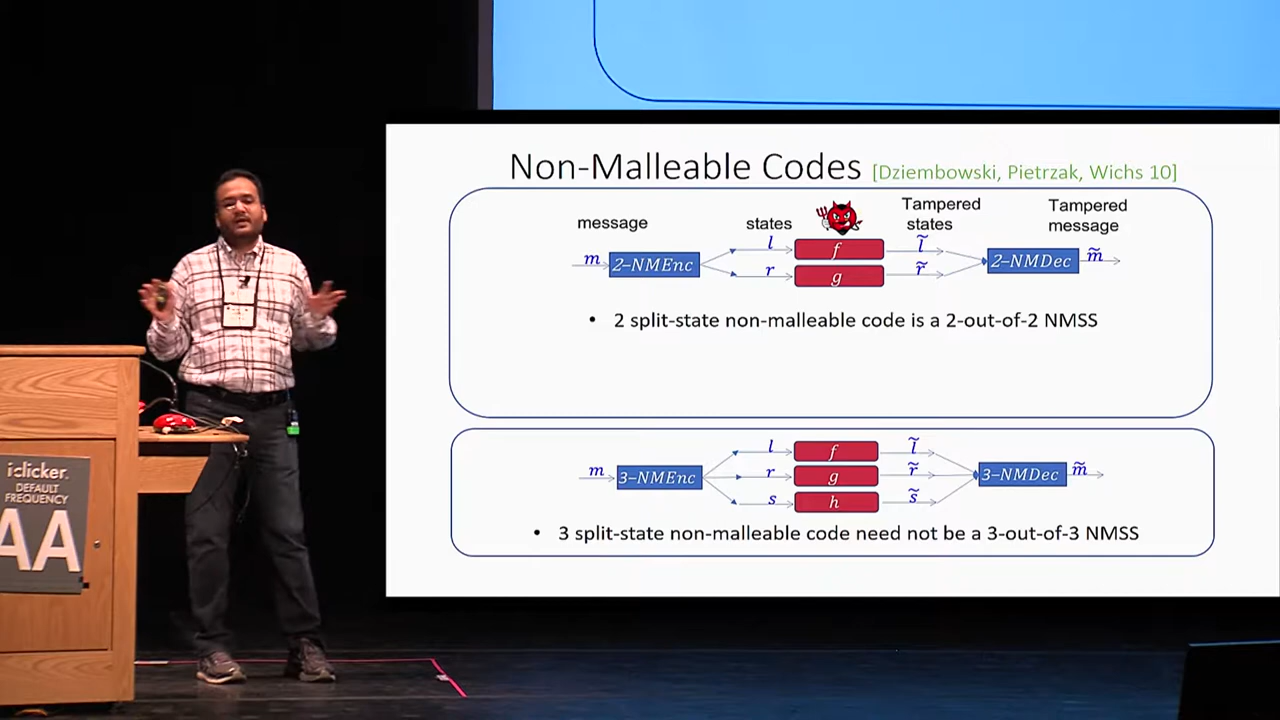 Non-Malleable Codes [Dziembowski, Pietrzak, Wichs 10]
message
states
Tampered
states
Tampered
message
m
2-NMEnc
l
r
f
g
l̃
r̃
2-NMDec
m̃
• 2 split-state non-malleable code is a 2-out-of-2 NMSS
m
3-NMEnc
l
r
s
f
g
h
l̃
r̃
s̃
3-NMDec
m̃
• 3 split-state non-malleable code need not be a 3-out-of-3 NMSS
iclicker.
DEFAULT
FREQUENCY
AA